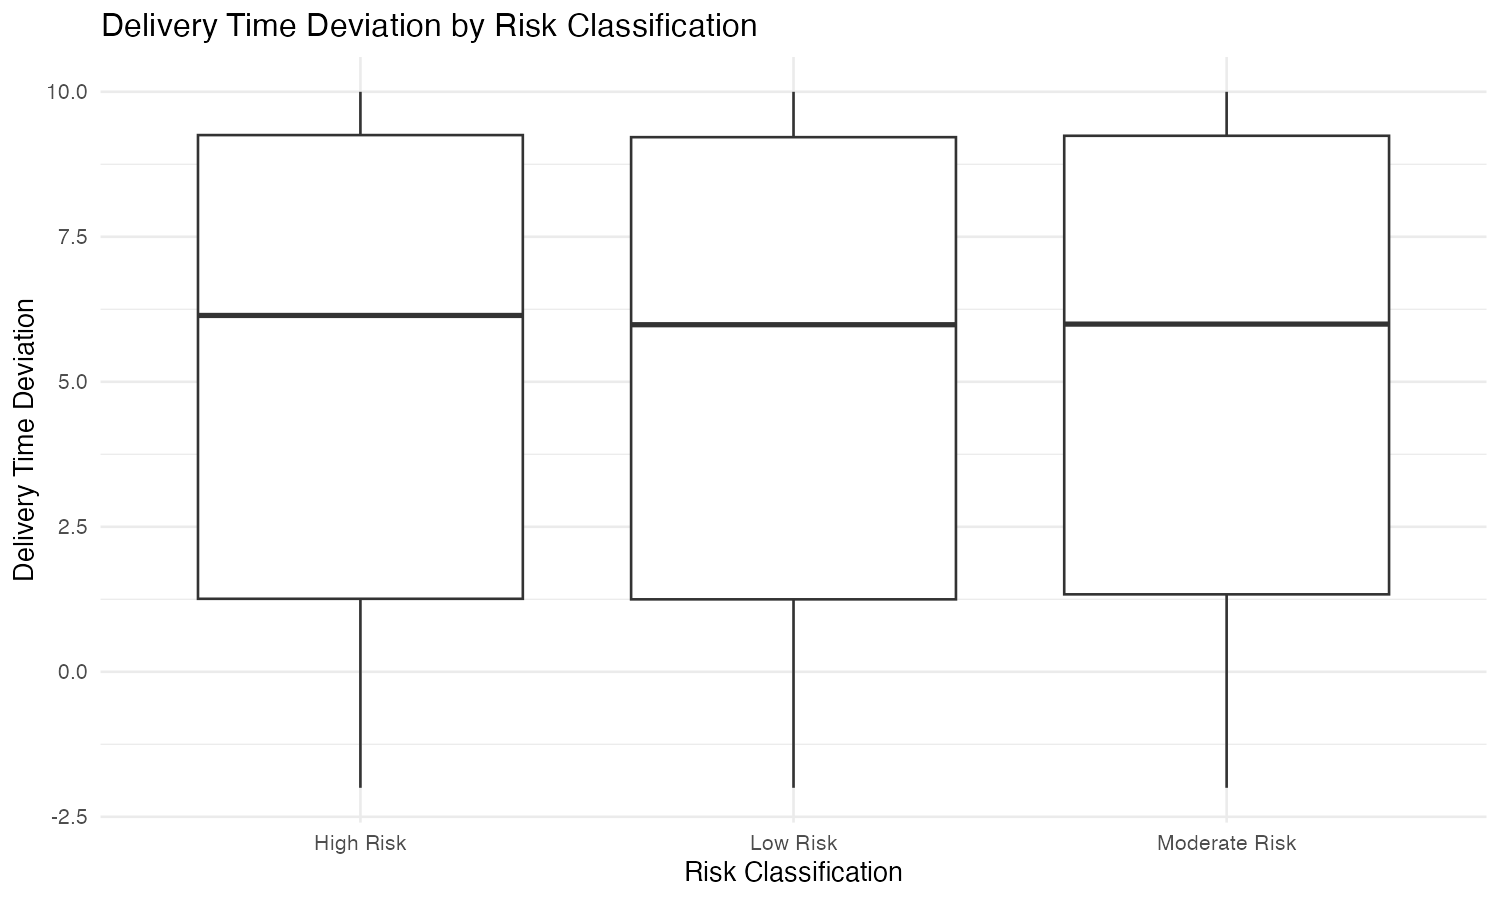 Delivery Time Deviation by Risk Classification
Delivery Time Deviation
10.0
7.5
5.0
2.5
0.0
-2.5
High Risk
Low Risk
Moderate Risk
Risk Classification